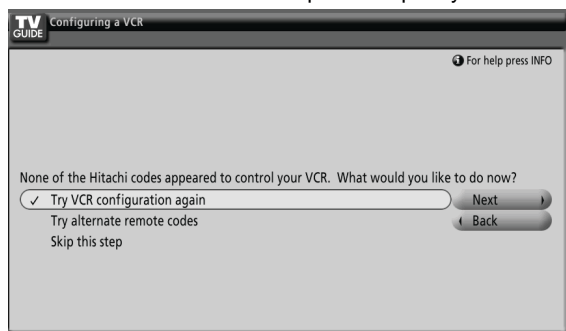 TV
GUIDE
Configuring a VCR
For help press INFO
None of the Hitachi codes appeared to control your VCR. What would you like to do now?
✓ Try VCR configuration again
Next
Try alternate remote codes
Back
Skip this step